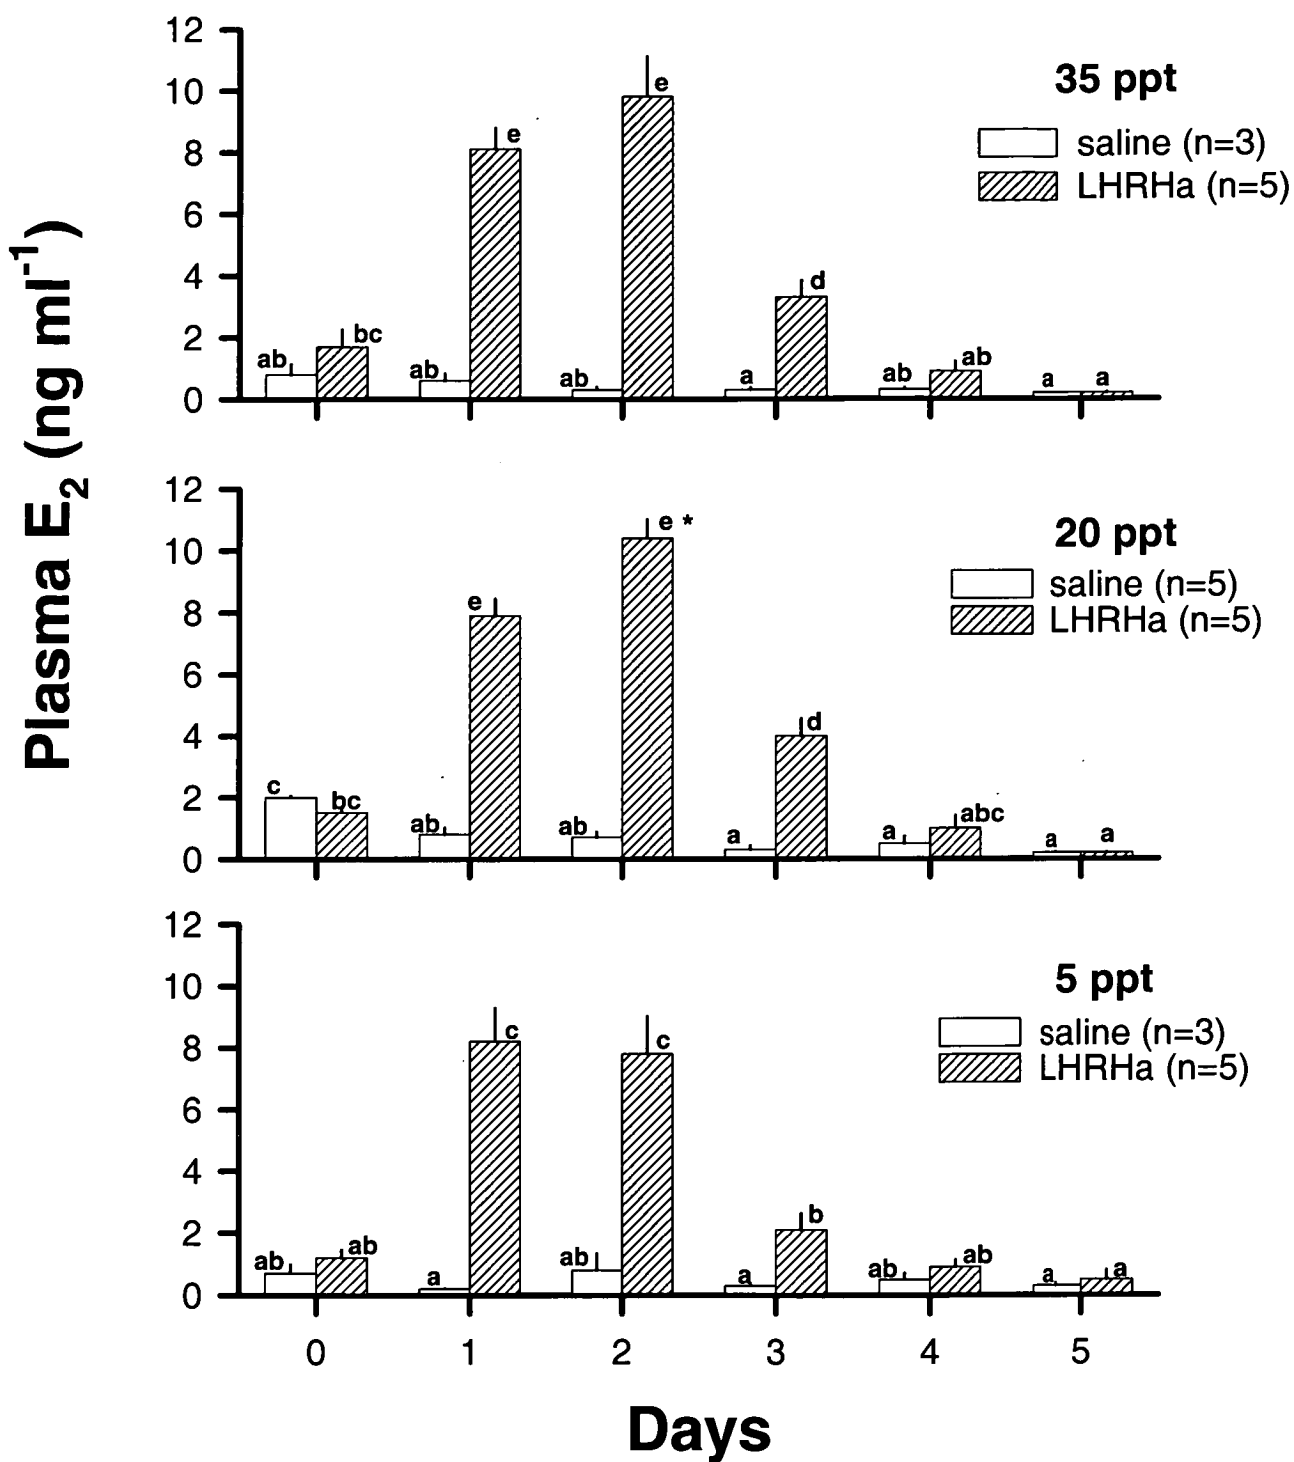 Plasma E2 (ng ml-1)
12
10
8
6
4
2
0
35 ppt
saline (n=3)
LHRHa (n=5)
ab
bc
ab
e
ab
e
a
d
ab
ab
a
a
12
10
8
6
4
2
0
20 ppt
saline (n=5)
LHRHa (n=5)
c
bc
ab
e
ab
e *
a
d
a
abc
a
a
12
10
8
6
4
2
0
5 ppt
saline (n=3)
LHRHa (n=5)
ab
ab
a
c
ab
c
a
b
ab
ab
a
a
0 1 2 3 4 5
Days